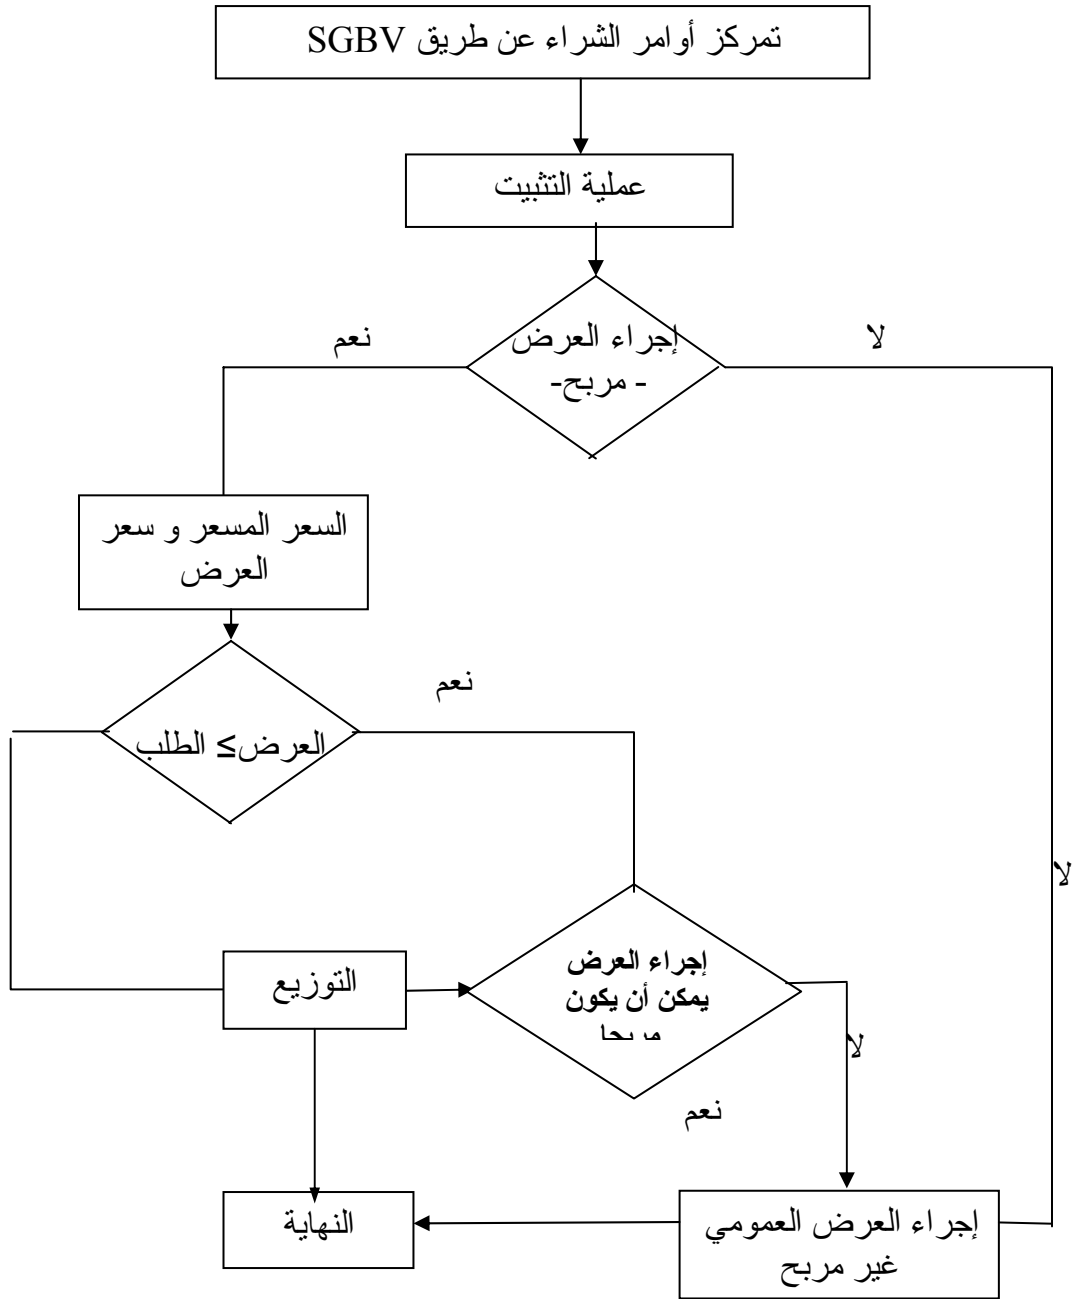 تمركز أوامر الشراء عن طريق SGBV
عملية التثبيت
إجراء العرض
- مربح-
نعم
لا
السعر المسعر و سعر
العرض
العرض≥ الطلب
نعم
لا
إجراء العرض
يمكن أن يكون
مربحا
التوزيع
لا
نعم
النهاية
إجراء العرض العمومي
غير مربح